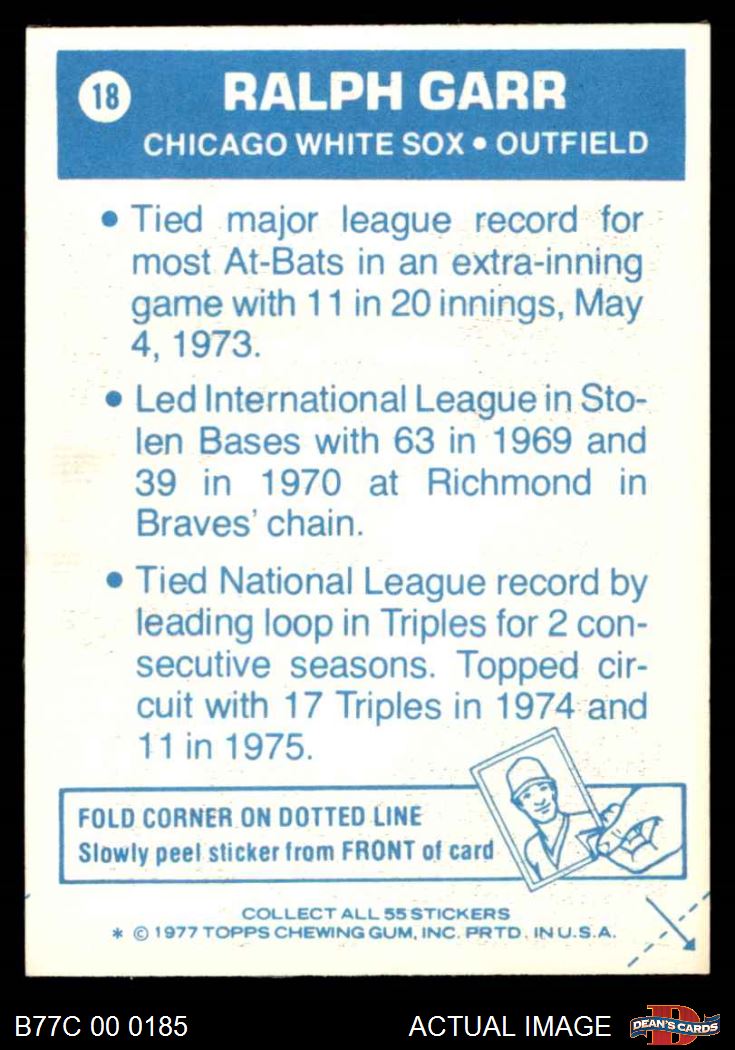 18
RALPH GARR
CHICAGO WHITE SOX • OUTFIELD
• Tied major league record for
most At-Bats in an extra-inning
game with 11 in 20 innings, May
4, 1973.
• Led International League in Sto-
len Bases with 63 in 1969 and
39 in 1970 at Richmond in
Braves' chain.
• Tied National League record by
leading loop in Triples for 2 con-
secutive seasons. Topped cir-
cuit with 17 Triples in 1974 and
11 in 1975.
FOLD CORNER ON DOTTED LINE
Slowly peel sticker from FRONT of card
COLLECT ALL 55 STICKERS
* © 1977 TOPPS CHEWING GUM, INC. PRTD. IN U.S.A.
B77C 00 0185
ACTUAL IMAGE
D
DEAN'S CARDS